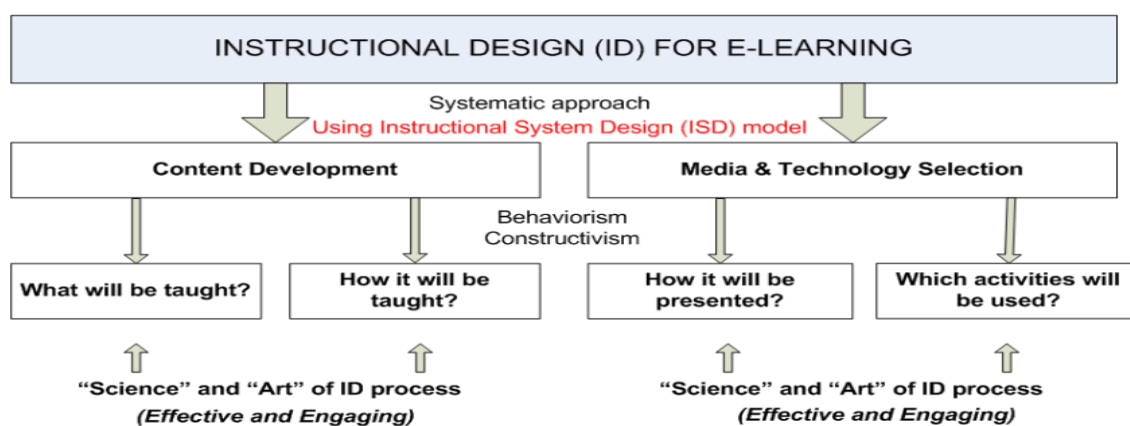 INSTRUCTIONAL DESIGN (ID) FOR E-LEARNING
Systematic approach
Using Instructional System Design (ISD) model
Content Development
Media & Technology Selection
Behaviorism
Constructivism
What will be taught?
How it will be
taught?
How it will be
presented?
Which activities will
be used?
“Science” and “Art” of ID process
(Effective and Engaging)
“Science” and “Art” of ID process
(Effective and Engaging)